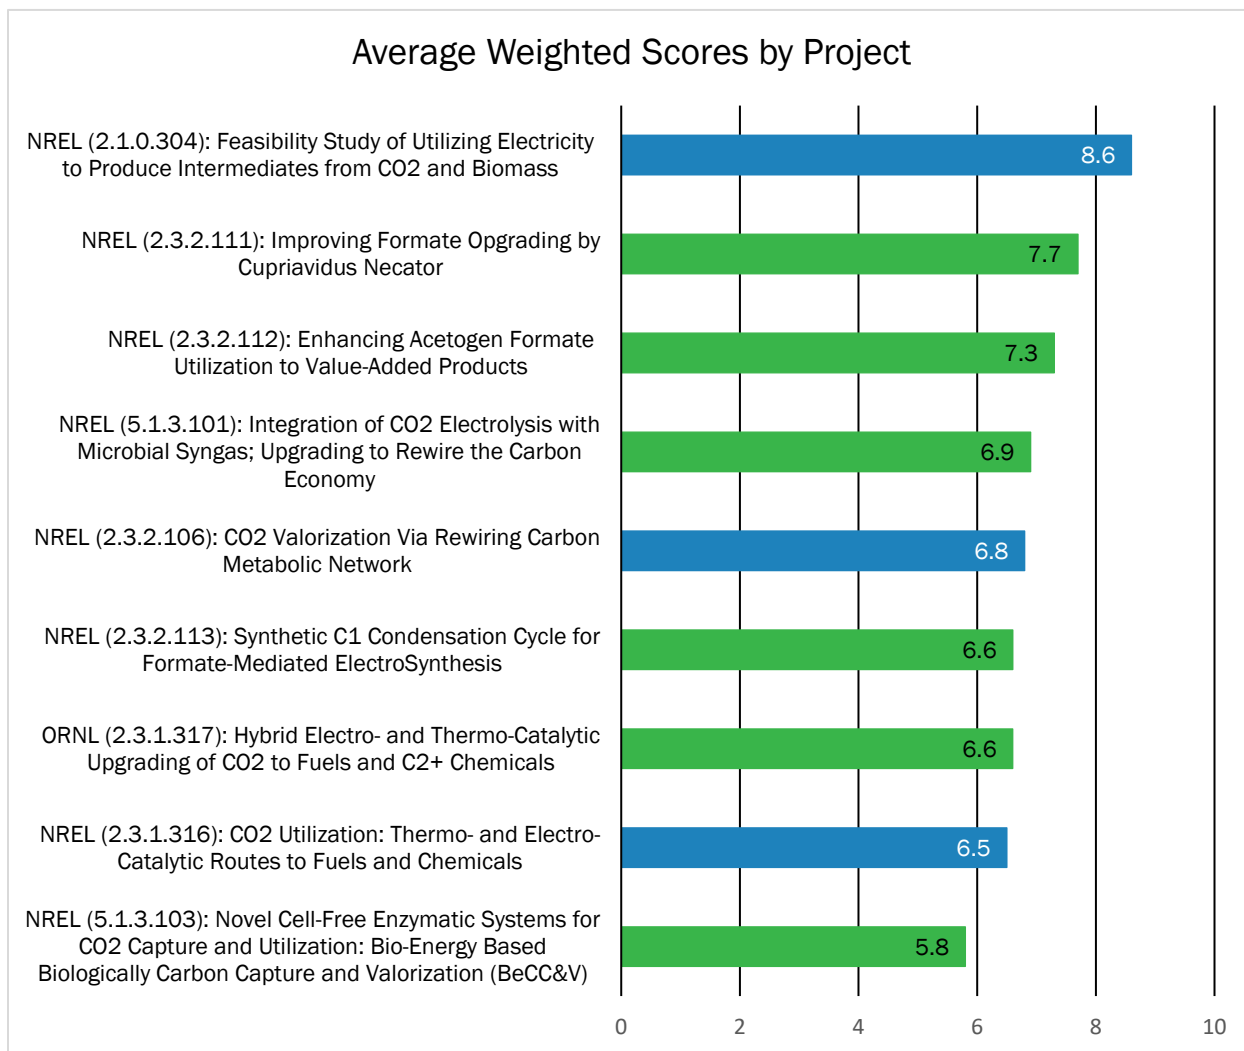 Average Weighted Scores by Project
NREL (2.1.0.304): Feasibility Study of Utilizing Electricity
to Produce Intermediates from CO2 and Biomass
8.6
NREL (2.3.2.111): Improving Formate Opgrading by
Cupriavidus Necator
7.7
NREL (2.3.2.112): Enhancing Acetogen Formate
Utilization to Value-Added Products
7.3
NREL (5.1.3.101): Integration of CO2 Electrolysis with
Microbial Syngas; Upgrading to Rewire the Carbon
Economy
6.9
NREL (2.3.2.106): CO2 Valorization Via Rewiring Carbon
Metabolic Network
6.8
NREL (2.3.2.113): Synthetic C1 Condensation Cycle for
Formate-Mediated ElectroSynthesis
6.6
ORNL (2.3.1.317): Hybrid Electro- and Thermo-Catalytic
Upgrading of CO2 to Fuels and C2+ Chemicals
6.6
NREL (2.3.1.316): CO2 Utilization: Thermo- and Electro-
Catalytic Routes to Fuels and Chemicals
6.5
NREL (5.1.3.103): Novel Cell-Free Enzymatic Systems for
CO2 Capture and Utilization: Bio-Energy Based
Biologically Carbon Capture and Valorization (BeCC&V)
5.8
0 2 4 6 8 10